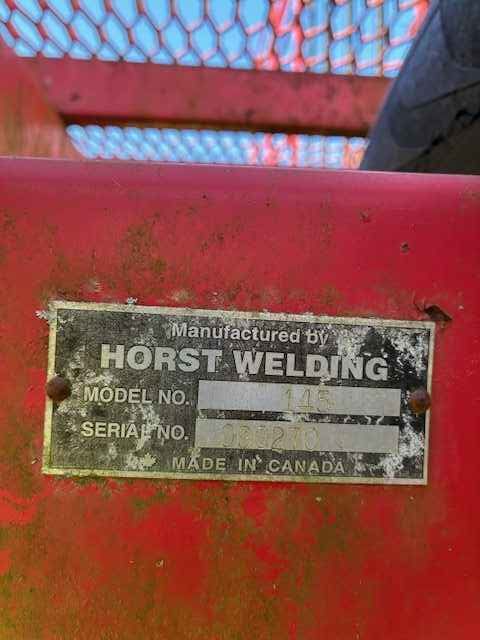 Manufactured by
HORST WELDING
MODEL NO. 145
SERIAL NO.
MADE IN CANADA